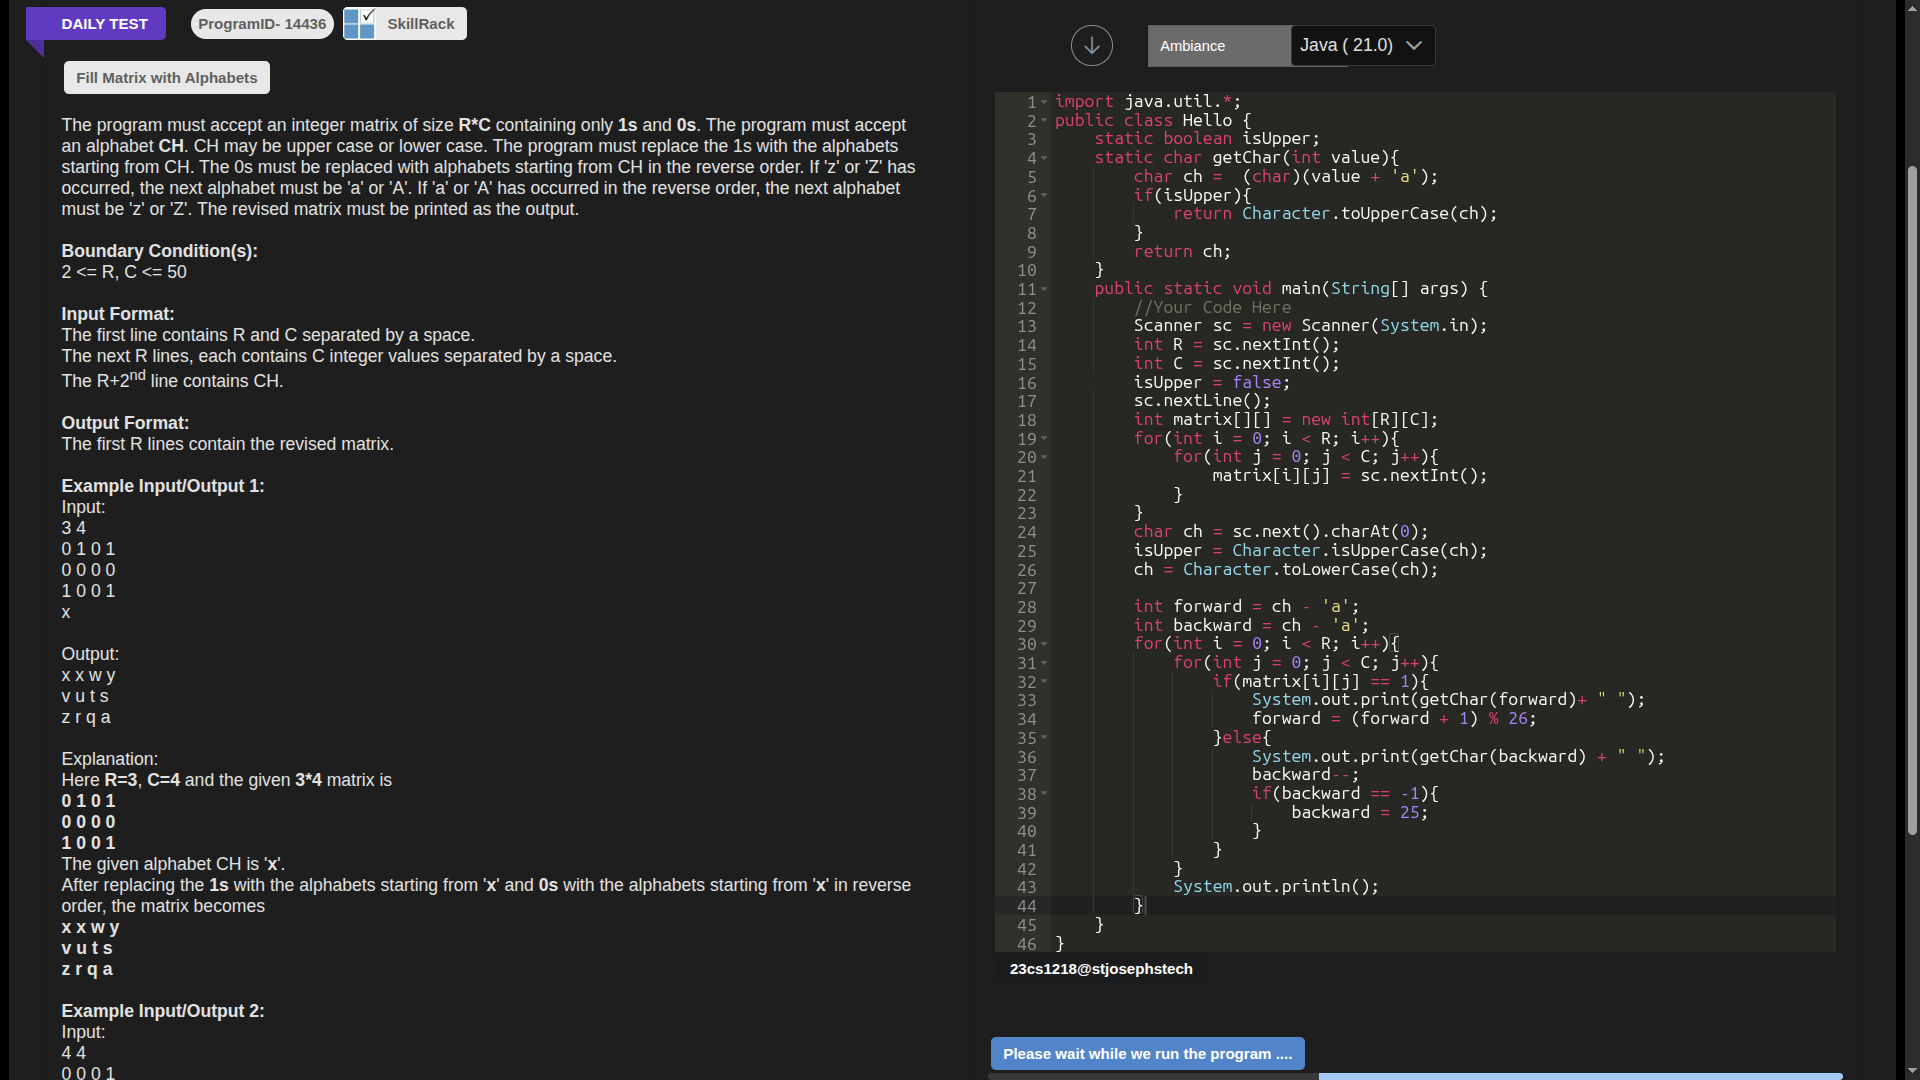 DAILY TEST
ProgramID- 14436
SkillRack
Fill Matrix with Alphabets
The program must accept an integer matrix of size R*C containing only 1s and 0s. The program must accept
an alphabet CH. CH may be upper case or lower case. The program must replace the 1s with the alphabets
starting from CH. The 0s must be replaced with alphabets starting from CH in the reverse order. If 'z' or 'Z' has
occurred, the next alphabet must be 'a' or 'A'. If 'a' or 'A' has occurred in the reverse order, the next alphabet
must be 'z' or 'Z'. The revised matrix must be printed as the output.
Boundary Condition(s):
2 <= R, C <= 50
Input Format:
The first line contains R and C separated by a space.
The next R lines, each contains C integer values separated by a space.
The R+2nd line contains CH.
Output Format:
The first R lines contain the revised matrix.
Example Input/Output 1:
Input:
3 4
0 1 0 1
0 0 0 0
1 0 0 1
x
Output:
x x w y
v u t s
z r q a
Explanation:
Here R=3, C=4 and the given 3*4 matrix is
0 1 0 1
0 0 0 0
1 0 0 1
The given alphabet CH is 'x'.
After replacing the 1s with the alphabets starting from 'x' and 0s with the alphabets starting from 'x' in reverse
order, the matrix becomes
x x w y
v u t s
z r q a
Example Input/Output 2:
Input:
4 4
0 0 0 1
Ambiance
Java ( 21.0)
1 import java.util.*;
2 public class Hello {
3     static boolean isUpper;
4     static char getChar(int value){
5         char ch =  (char)(value + 'a');
6         if(isUpper){
7             return Character.toUpperCase(ch);
8         }
9         return ch;
10     }
11     public static void main(String[] args) {
12         //Your Code Here
13         Scanner sc = new Scanner(System.in);
14         int R = sc.nextInt();
15         int C = sc.nextInt();
16         isUpper = false;
17         sc.nextLine();
18         int matrix[][] = new int[R][C];
19         for(int i = 0; i < R; i++){
20             for(int j = 0; j < C; j++){
21                 matrix[i][j] = sc.nextInt();
22             }
23         }
24         char ch = sc.next().charAt(0);
25         isUpper = Character.isUpperCase(ch);
26         ch = Character.toLowerCase(ch);
27
28         int forward = ch - 'a';
29         int backward = ch - 'a';
30         for(int i = 0; i < R; i++){
31             for(int j = 0; j < C; j++){
32                 if(matrix[i][j] == 1){
33                     System.out.print(getChar(forward)+ " ");
34                     forward = (forward + 1) % 26;
35                 }else{
36                     System.out.print(getChar(backward) + " ");
37                     backward--;
38                     if(backward == -1){
39                         backward = 25;
40                     }
41                 }
42             }
43             System.out.println();
44         }
45     }
46 }
23cs1218@stjosephstech
Please wait while we run the program ....